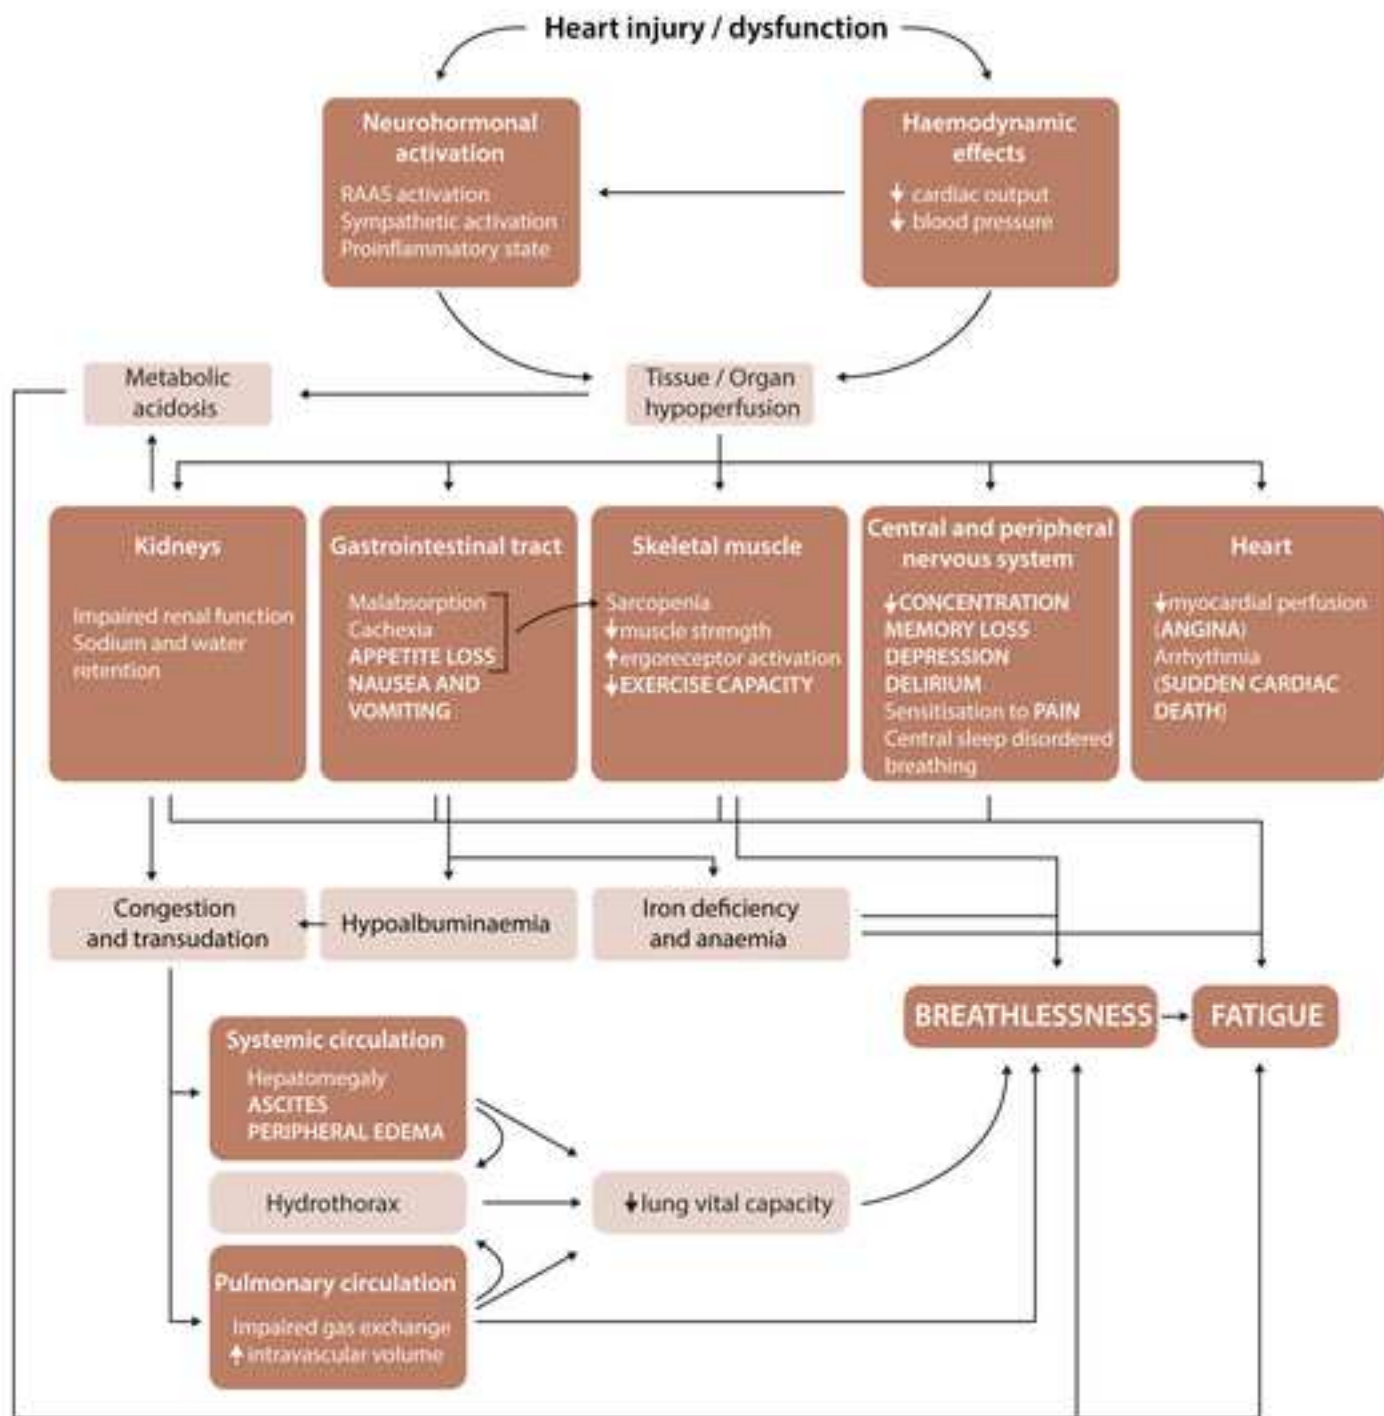 Heart injury / dysfunction
Neurohormonal
activation
RAAS activation
Sympathetic activation
Proinflammatory state
Haemodynamic
effects
↓ cardiac output
↓ blood pressure
Metabolic
acidosis
Tissue / Organ
hypoperfusion
Kidneys
Impaired renal function
Sodium and water
retention
Gastrointestinal tract
Malabsorption
Cachexia
APPETITE LOSS
NAUSEA AND
VOMITING
Skeletal muscle
Sarcopenia
↓muscle strength
↑ergoreceptor activation
↓EXERCISE CAPACITY
Central and peripheral
nervous system
↓CONCENTRATION
MEMORY LOSS
DEPRESSION
DELIRIUM
Sensitisation to PAIN
Central sleep disordered
breathing
Heart
↓myocardial perfusion
(ANGINA)
Arrhythmia
(SUDDEN CARDIAC
DEATH)
Congestion
and transudation
Hypoalbuminaemia
Iron deficiency
and anaemia
BREATHLESSNESS
FATIGUE
Systemic circulation
Hepatomegaly
ASCITES
PERIPHERAL EDEMA
Hydrothorax
↓lung vital capacity
Pulmonary circulation
Impaired gas exchange
↑ intravascular volume